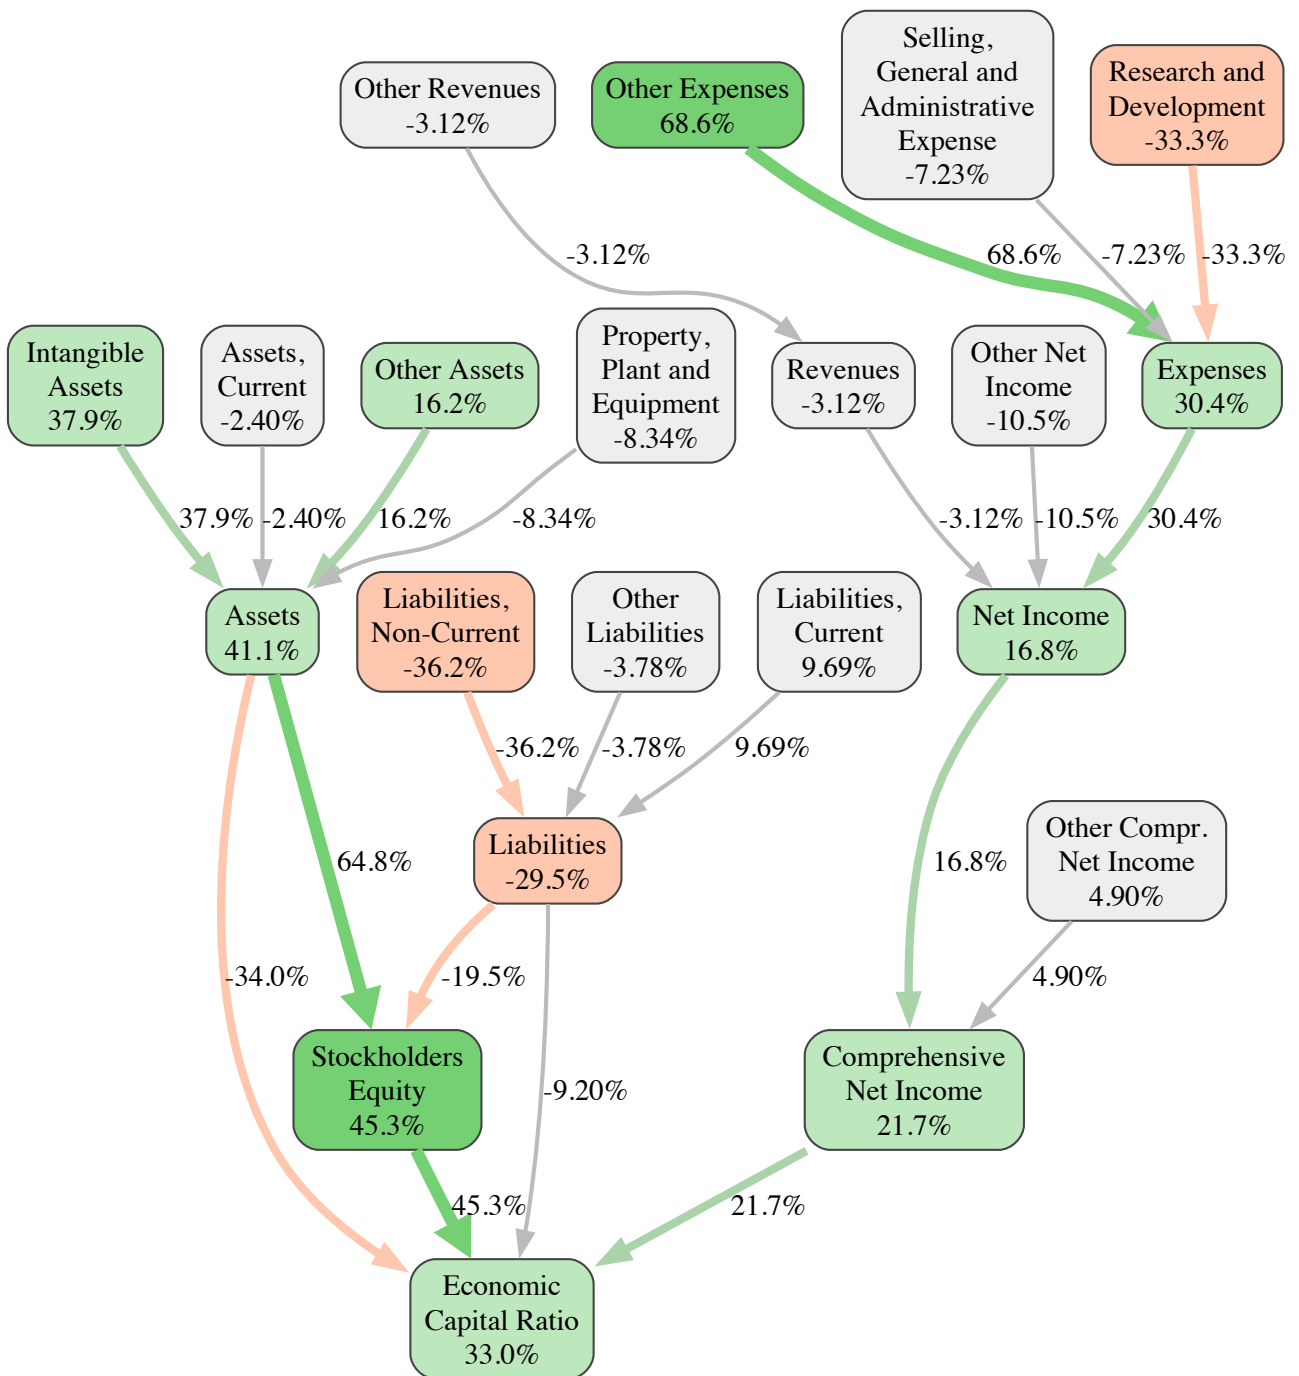 Selling,
General and
Administrative
Expense
-7.23%
Other Revenues
-3.12%
Other Expenses
68.6%
Research and
Development
-33.3%
-3.12%
68.6%
-7.23%
-33.3%
Intangible
Assets
37.9%
Assets,
Current
-2.40%
Other Assets
16.2%
Property,
Plant and
Equipment
-8.34%
Revenues
-3.12%
Other Net
Income
-10.5%
Expenses
30.4%
37.9%
-2.40%
16.2%
-8.34%
-3.12%
-10.5%
30.4%
Assets
41.1%
Liabilities,
Non-Current
-36.2%
Other
Liabilities
-3.78%
Liabilities,
Current
9.69%
Net Income
16.8%
-36.2%
-3.78%
9.69%
64.8%
Liabilities
-29.5%
16.8%
Other Compr.
Net Income
4.90%
-34.0%
-19.5%
4.90%
Stockholders
Equity
45.3%
-9.20%
Comprehensive
Net Income
21.7%
45.3%
21.7%
Economic
Capital Ratio
33.0%